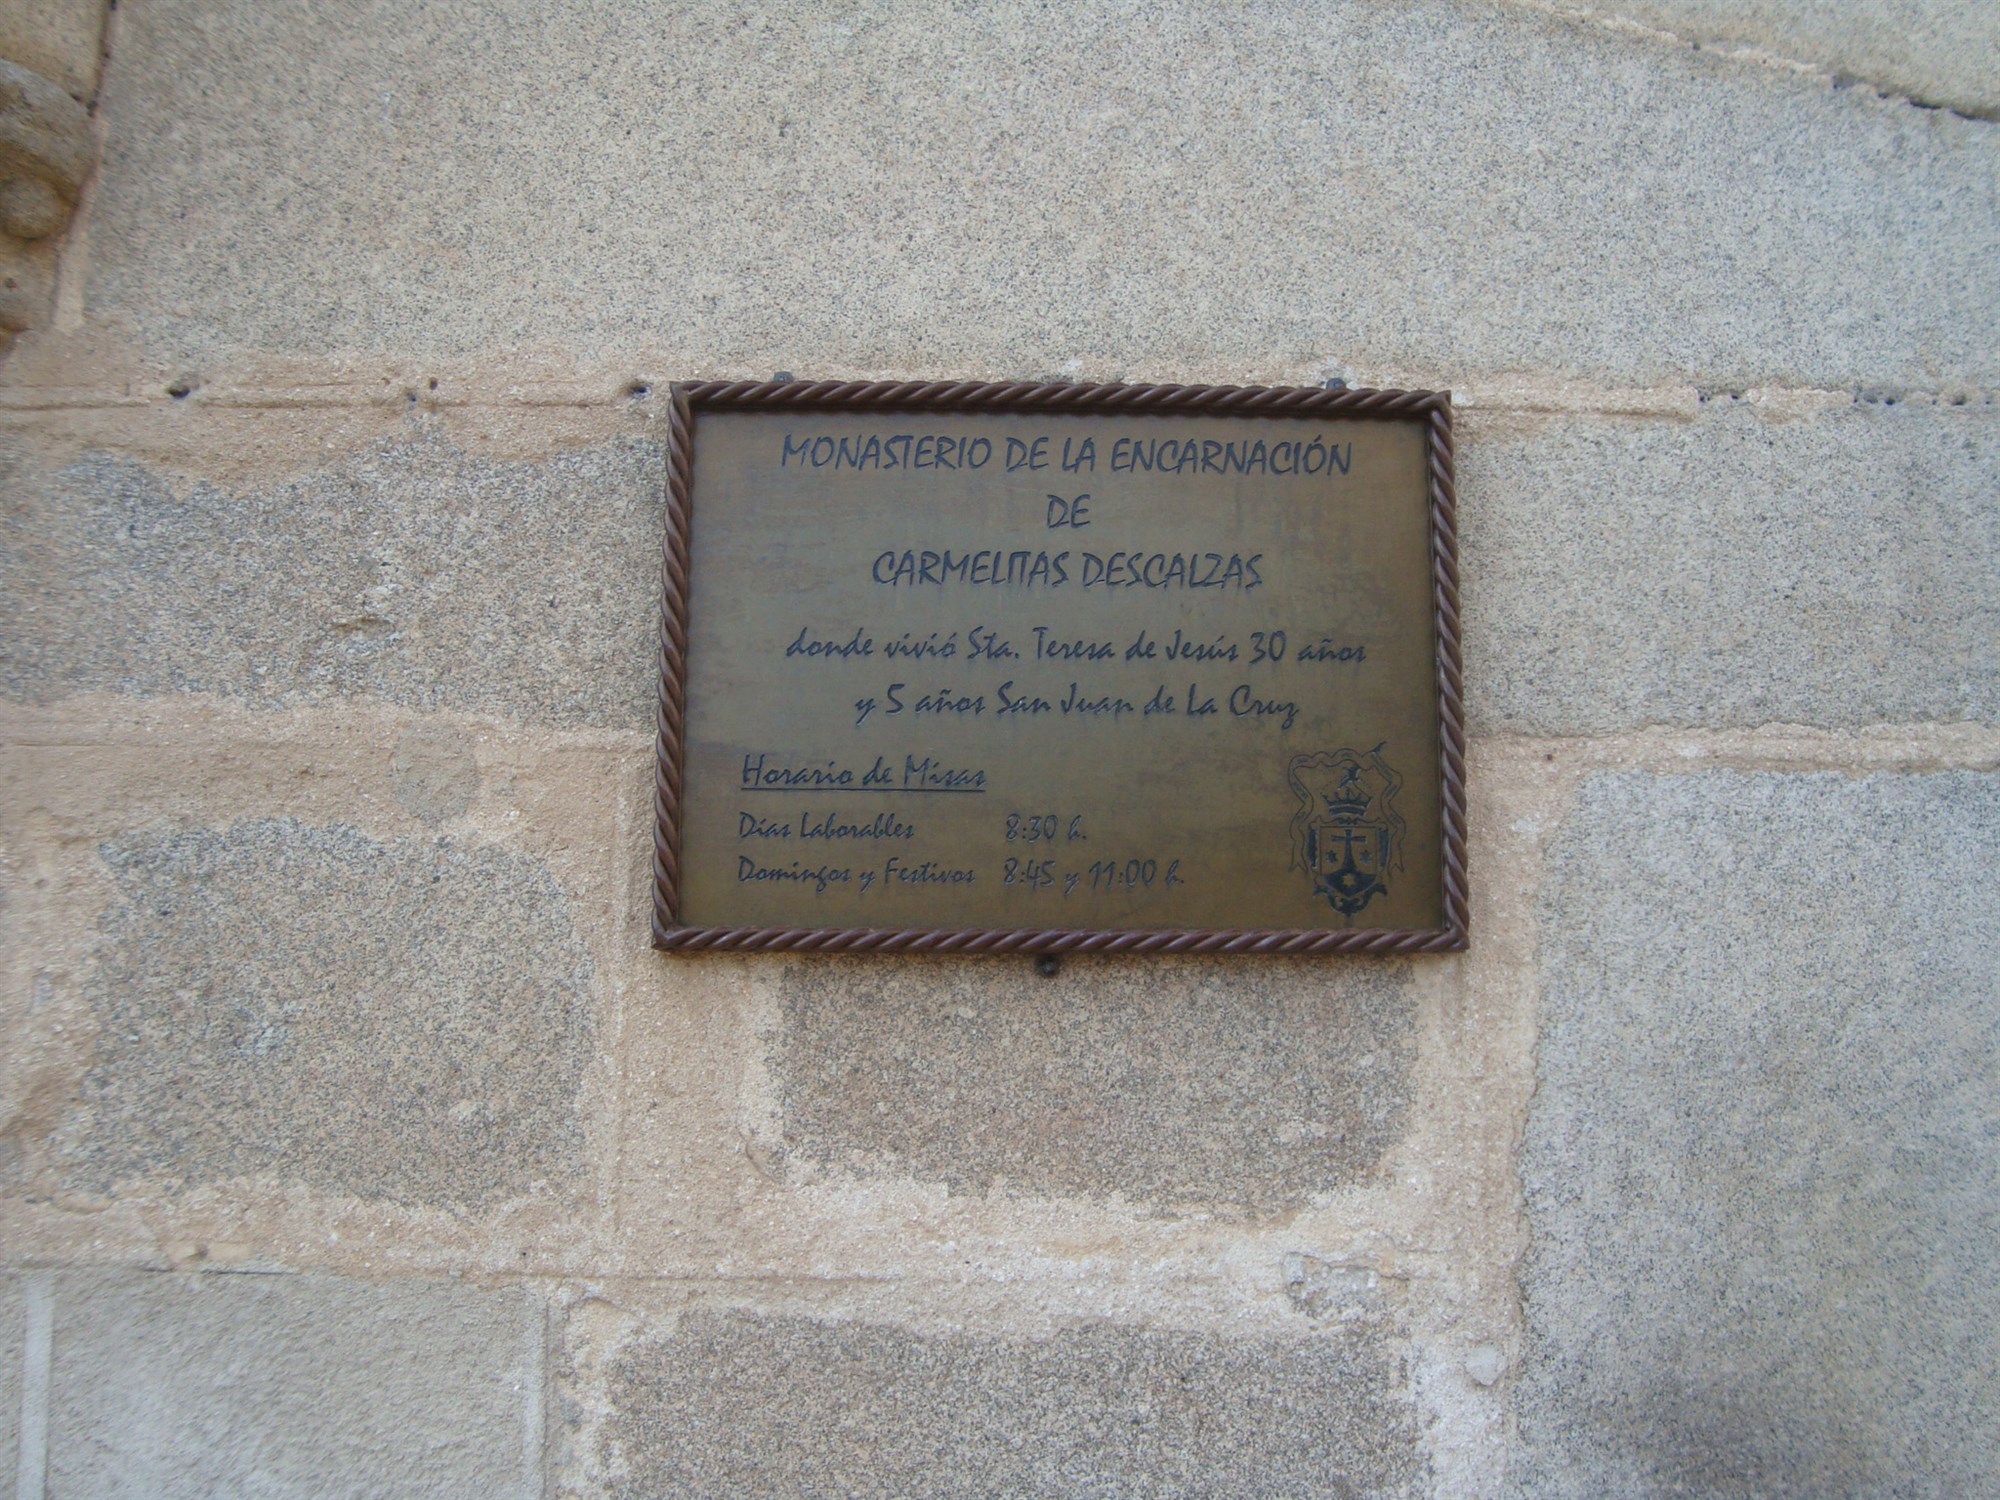 MONASTERIO DE LA ENCARNACIÓN
DE
CARMELITAS DESCALZAS
donde vivió Sta. Teresa de Jesús 30 años
y 5 años San Juan de La Cruz
Horario de Misas
Días Laborables 8:30 h.
Domingos y Festivos 8:45 y 11:00 h.